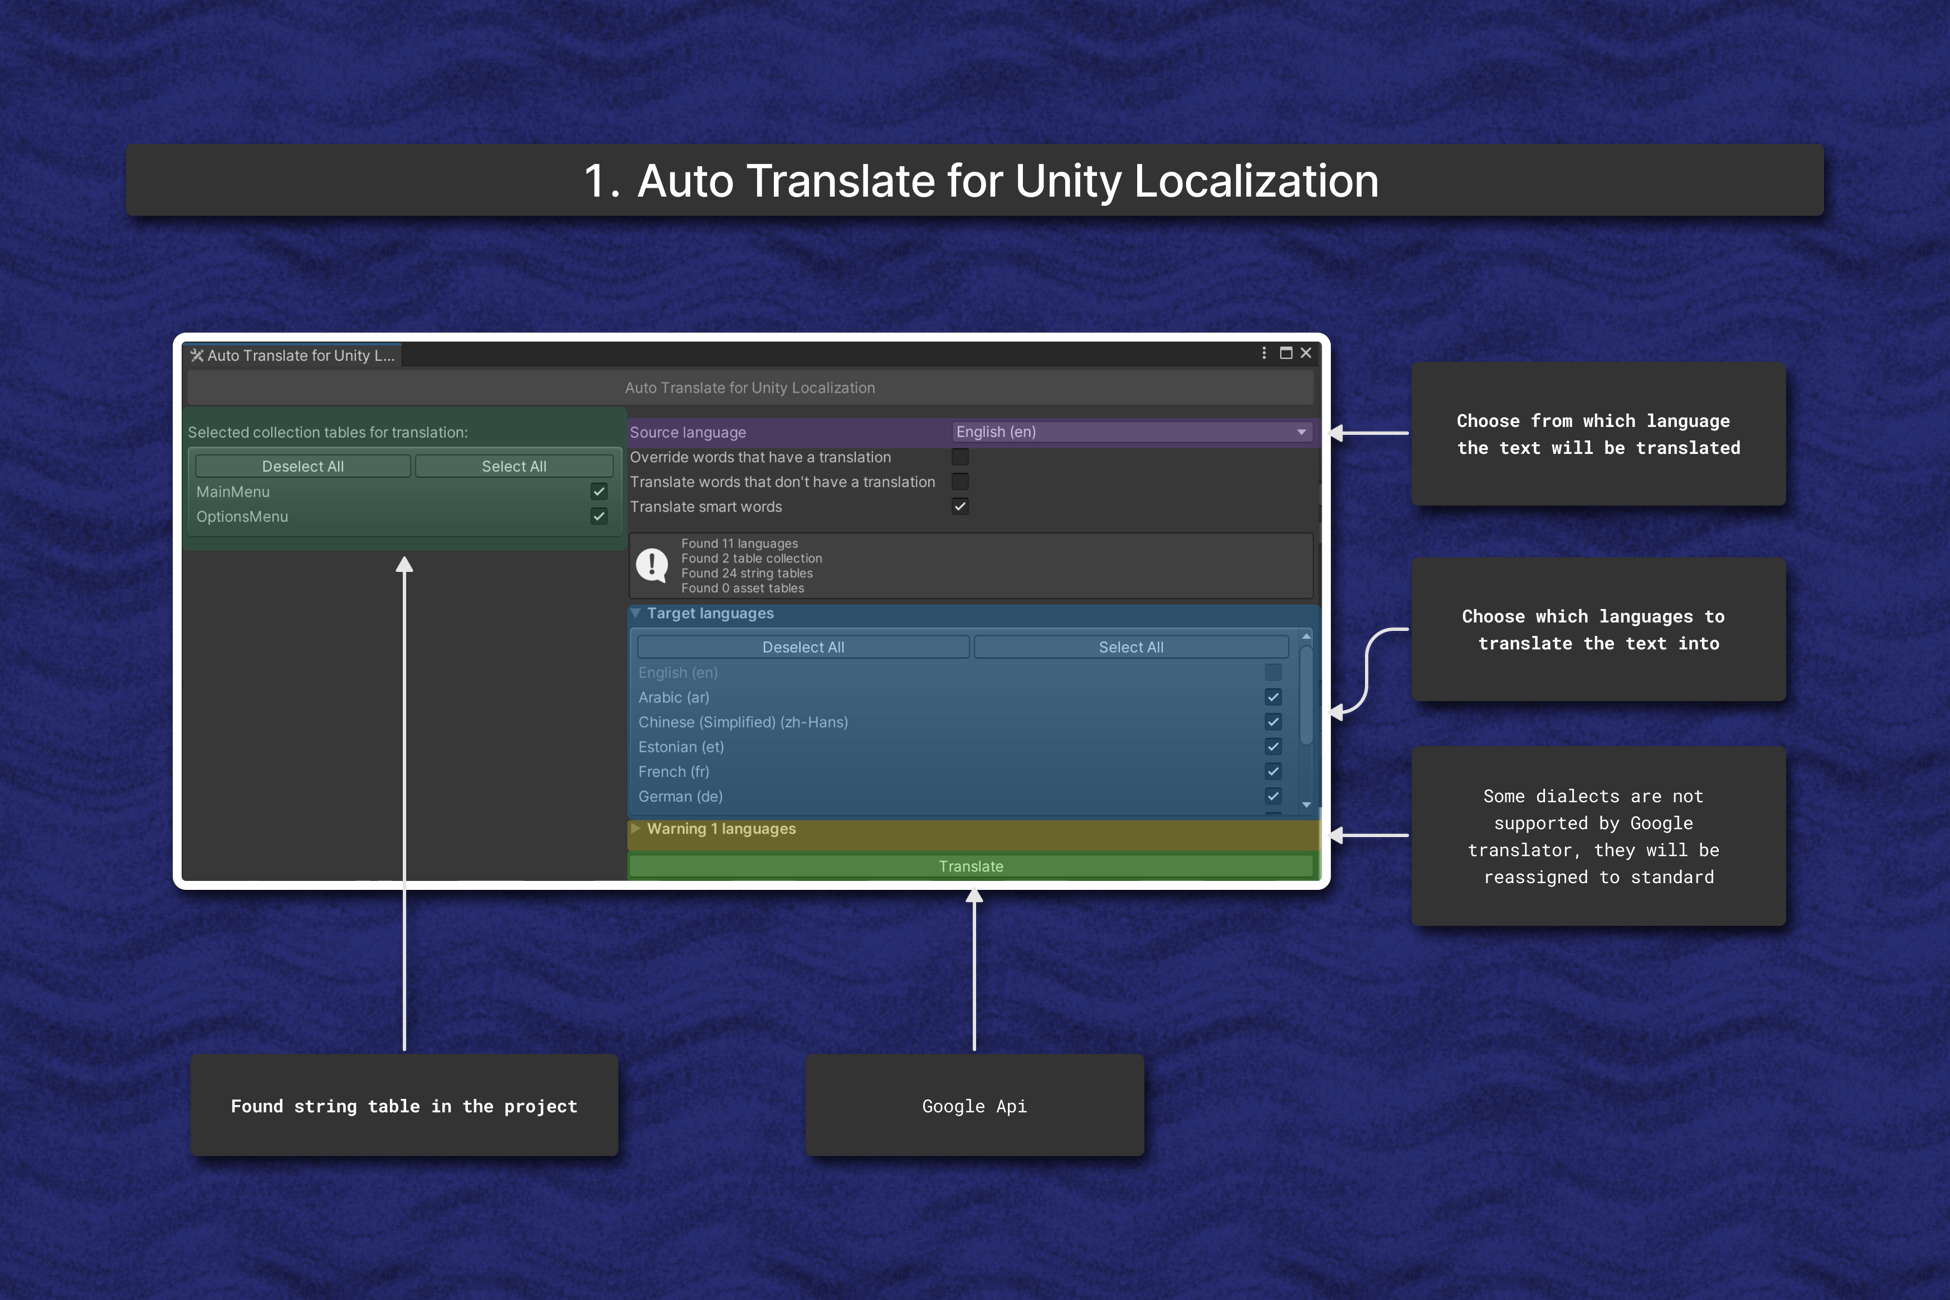 1. Auto Translate for Unity Localization
Auto Translate for Unity L...
Auto Translate for Unity Localization
Selected collection tables for translation:
Deselect All
Select All
MainMenu
OptionsMenu
Source language
English (en)
Override words that have a translation
Translate words that don't have a translation
Translate smart words
Found 11 languages
Found 2 table collection
Found 24 string tables
Found 0 asset tables
Target languages
Deselect All
Select All
English (en)
Arabic (ar)
Chinese (Simplified) (zh-Hans)
Estonian (et)
French (fr)
German (de)
Warning 1 languages
Translate
Choose from which language
the text will be translated
Choose which languages to
translate the text into
Some dialects are not
supported by Google
translator, they will be
reassigned to standard
Found string table in the project
Google Api